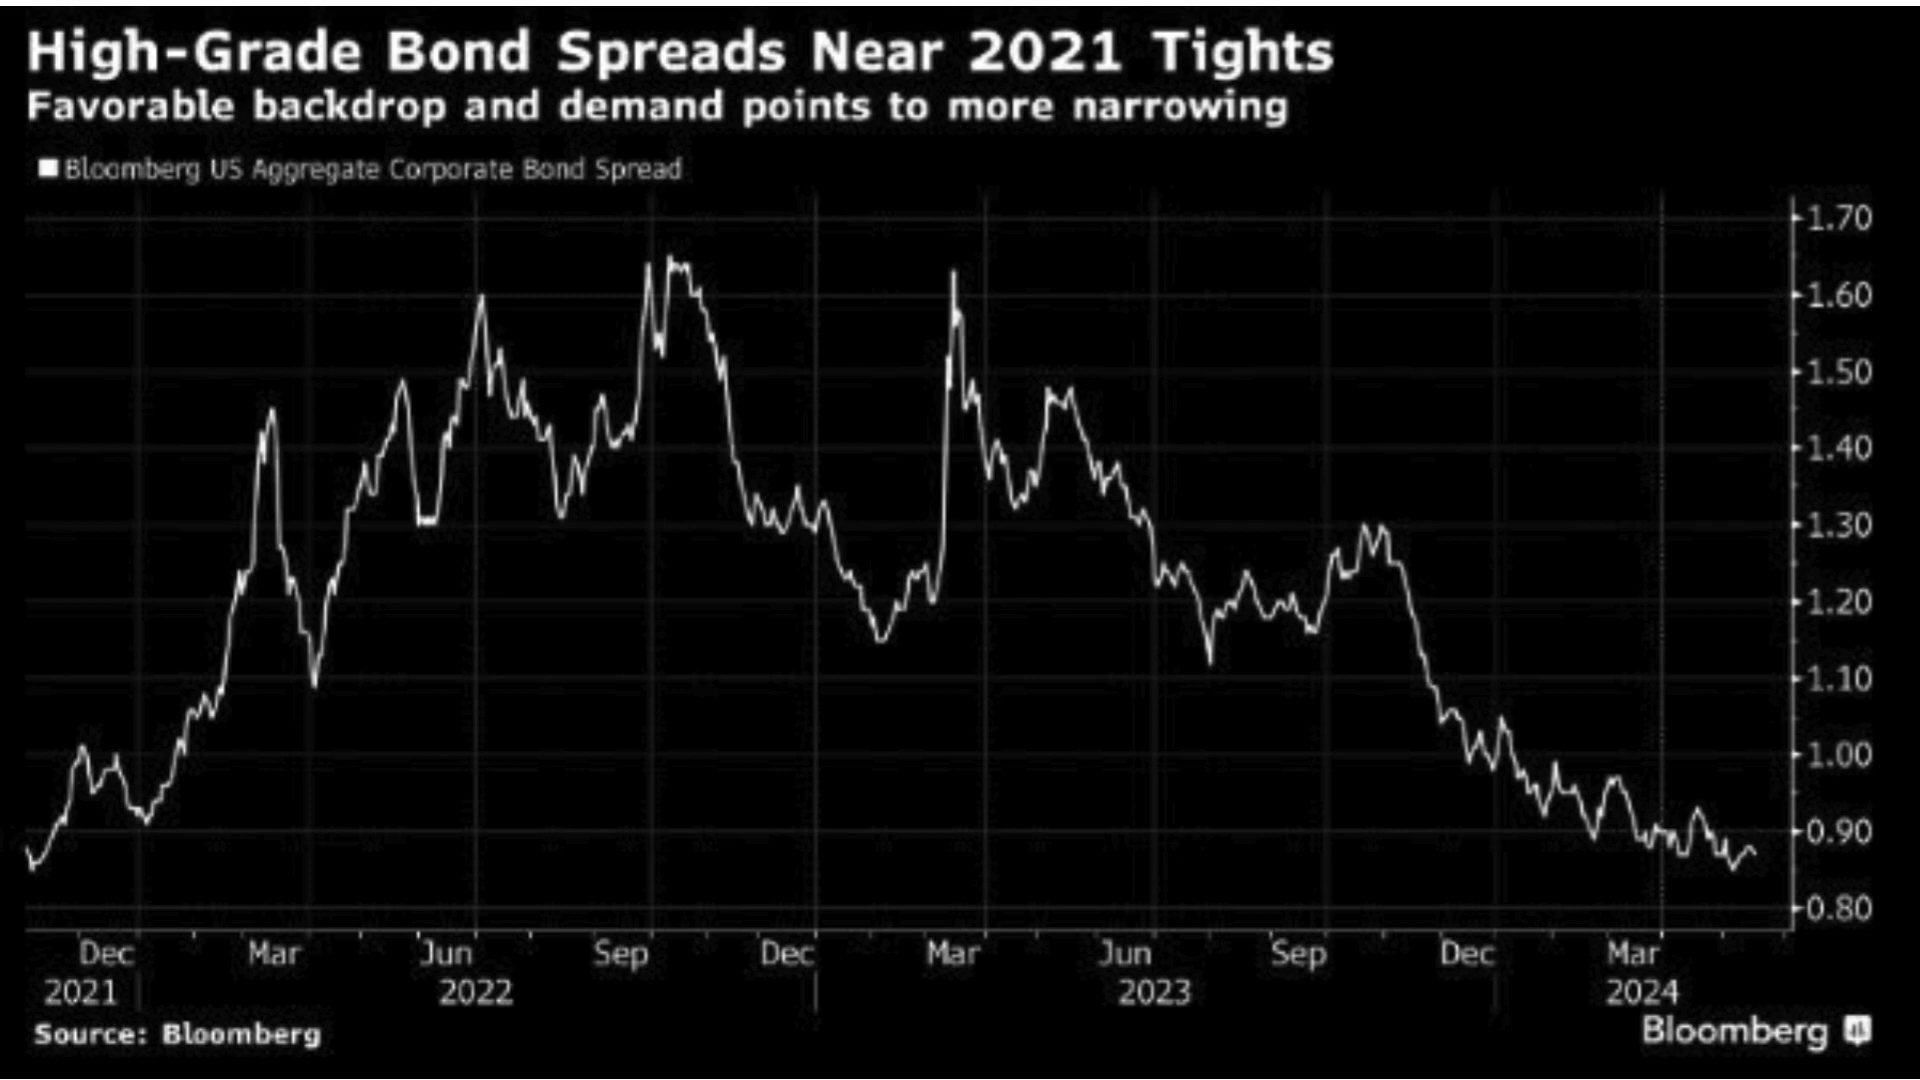 High-Grade Bond Spreads Near 2021 Tights
Favorable backdrop and demand points to more narrowing
Bloomberg US Aggregate Corporate Bond Spread
1.70
1.60
1.50
1.40
1.30
1.20
1.10
1.00
0.90
0.80
Dec Mar Jun Sep Dec Mar Jun Sep Dec Mar
2021 2022 2023 2024
Source: Bloomberg
Bloomberg